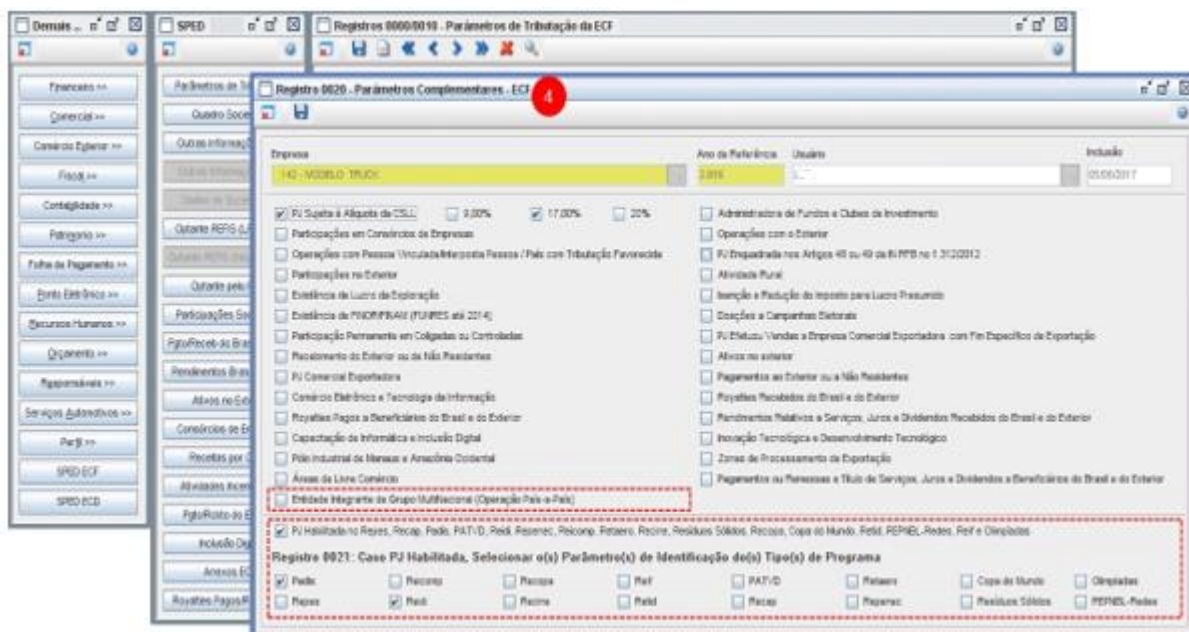 Demais ..
SPED
Registros 0000/0010 - Parâmetros de Tributação da ECF
Financeiro >>
Comercial >>
Comércio Exterior >>
Fiscal >>
Contabilidade >>
Patrimônio >>
Folha de Pagamento >>
Ponto Eletrônico >>
Recursos Humanos >>
Orçamento >>
Responsáveis >>
Serviços Automotivos >>
Perfil >>
SPED ECF
SPED ECD
Parâmetros de Tri
Quadro Socie
Outras Informaç
Optante REFIS (L
Optante pelo
Participações So
Pgto/Receb do Bras
Rendimentos Bras
Ativos no Ext
Consórcios de E
Receitas por
Atividades Incen
Inclusão Dig
Anexos EC
Royalties Pagos/R
Registro 0020 - Parâmetros Complementares - ECF
4
Empresa
Ano de Referência
Usuário
Inclusão
142 - MODELO TRUCK
05/06/2017
PJ Sujeita à Alíquota da CSLL
9,00%
17,00%
20%
Participações em Consórcios de Empresas
Operações com Pessoa Vinculada/Interposta Pessoa / País com Tributação Favorecida
Participações no Exterior
Existência de Lucro da Exploração
Existência de FINOR/FINAM (FUNRES até 2014)
Participação Permanente em Coligadas ou Controladas
Recebimento do Exterior ou de Não Residentes
PJ Comercial Exportadora
Comércio Eletrônico e Tecnologia da Informação
Royalties Pagos a Beneficiários do Brasil e do Exterior
Capacitação de Informática e Inclusão Digital
Pólo Industrial de Manaus e Amazônia Ocidental
Áreas de Livre Comércio
Entidade Integrante de Grupo Multinacional (Operação País-a-País)
Administradora de Fundos e Clubes de Investimento
Operações com o Exterior
PJ Enquadrada nos Artigos 48 ou 49 da IN RFB no 1.312/2012
Atividade Rural
Isenção e Redução do Imposto para Lucro Presumido
Doações a Campanhas Eleitorais
PJ Efetuou Vendas a Empresa Comercial Exportadora com Fim Específico de Exportação
Ativos no exterior
Pagamentos ao Exterior ou a Não Residentes
Royalties Recebidos do Brasil e do Exterior
Rendimentos Relativos a Serviços, Juros e Dividendos Recebidos do Brasil e do Exterior
Inovação Tecnológica e Desenvolvimento Tecnológico
Zonas de Processamento de Exportação
Pagamentos ou Remessas a Título de Serviços, Juros e Dividendos a Beneficiários do Brasil e do Exterior
PJ Habilitada no Repes, Recap, Padis, PATVD, Reidi, Repenec, Reicomp, Retaero, Recine, Resíduos Sólidos, Recopa, Copa do Mundo, Retid, REPNBL-Redes, Reif e Olimpíadas
Registro 0021: Caso PJ Habilitada, Selecionar o(s) Parâmetro(s) de Identificação do(s) Tipo(s) de Programa
Padis
Recomp
Recopa
Reif
PATVD
Retaero
Copa do Mundo
Olimpíadas
Repes
Reidi
Recine
Retid
Recap
Repenec
Resíduos Sólidos
REPNBL-Redes